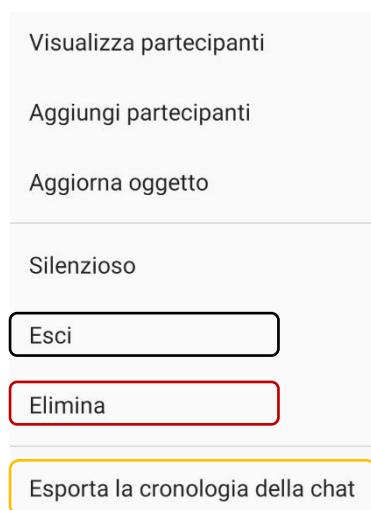 Visualizza partecipanti
Aggiungi partecipanti
Aggiorna oggetto
Silenzioso
Esci
Elimina
Esporta la cronologia della chat